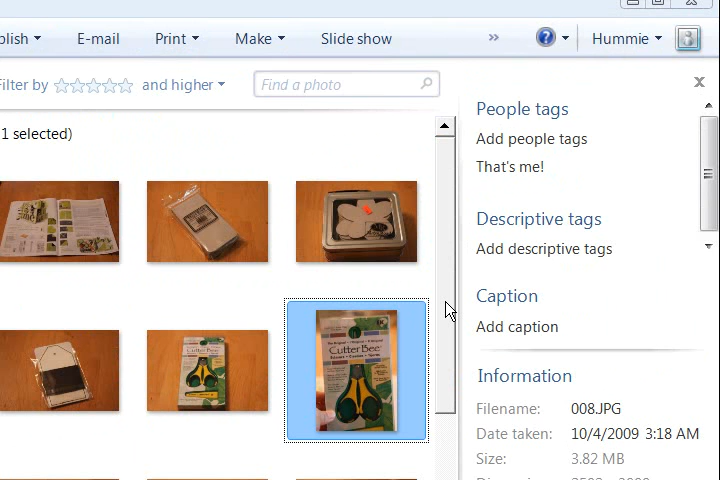 blish E-mail Print Make Slide show » Hummie
Filter by and higher Find a photo
1 selected)
People tags
Add people tags
That's me!
Descriptive tags
Add descriptive tags
Caption
Add caption
CutterBee
Information
Filename: 008.JPG
Date taken: 10/4/2009 3:18 AM
Size: 3.82 MB